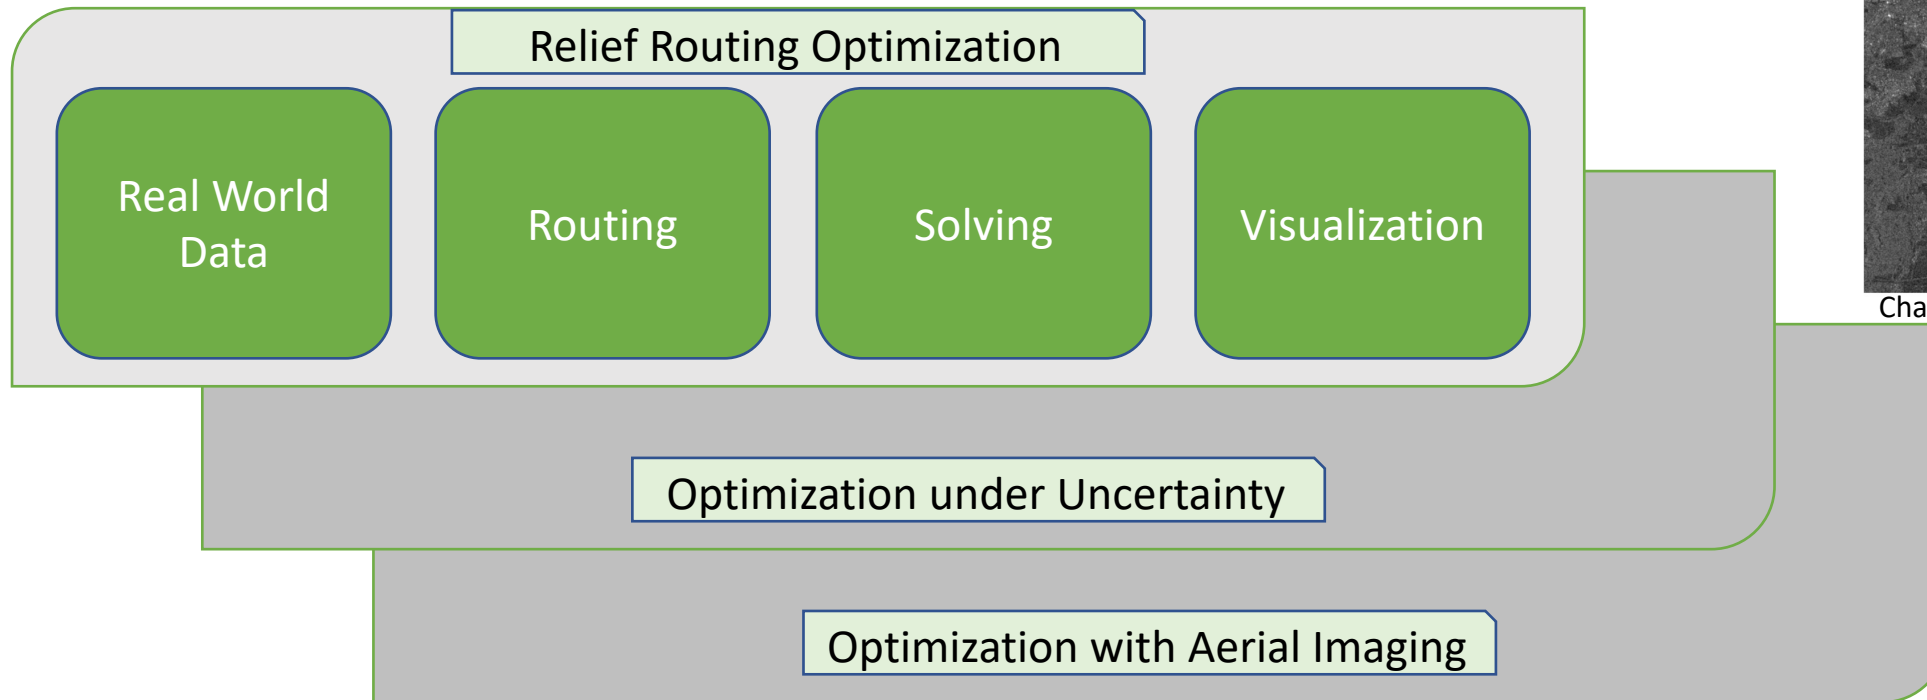 Relief Routing Optimization
Real World
Data
Routing
Solving
Visualization
Optimization under Uncertainty
Optimization with Aerial Imaging